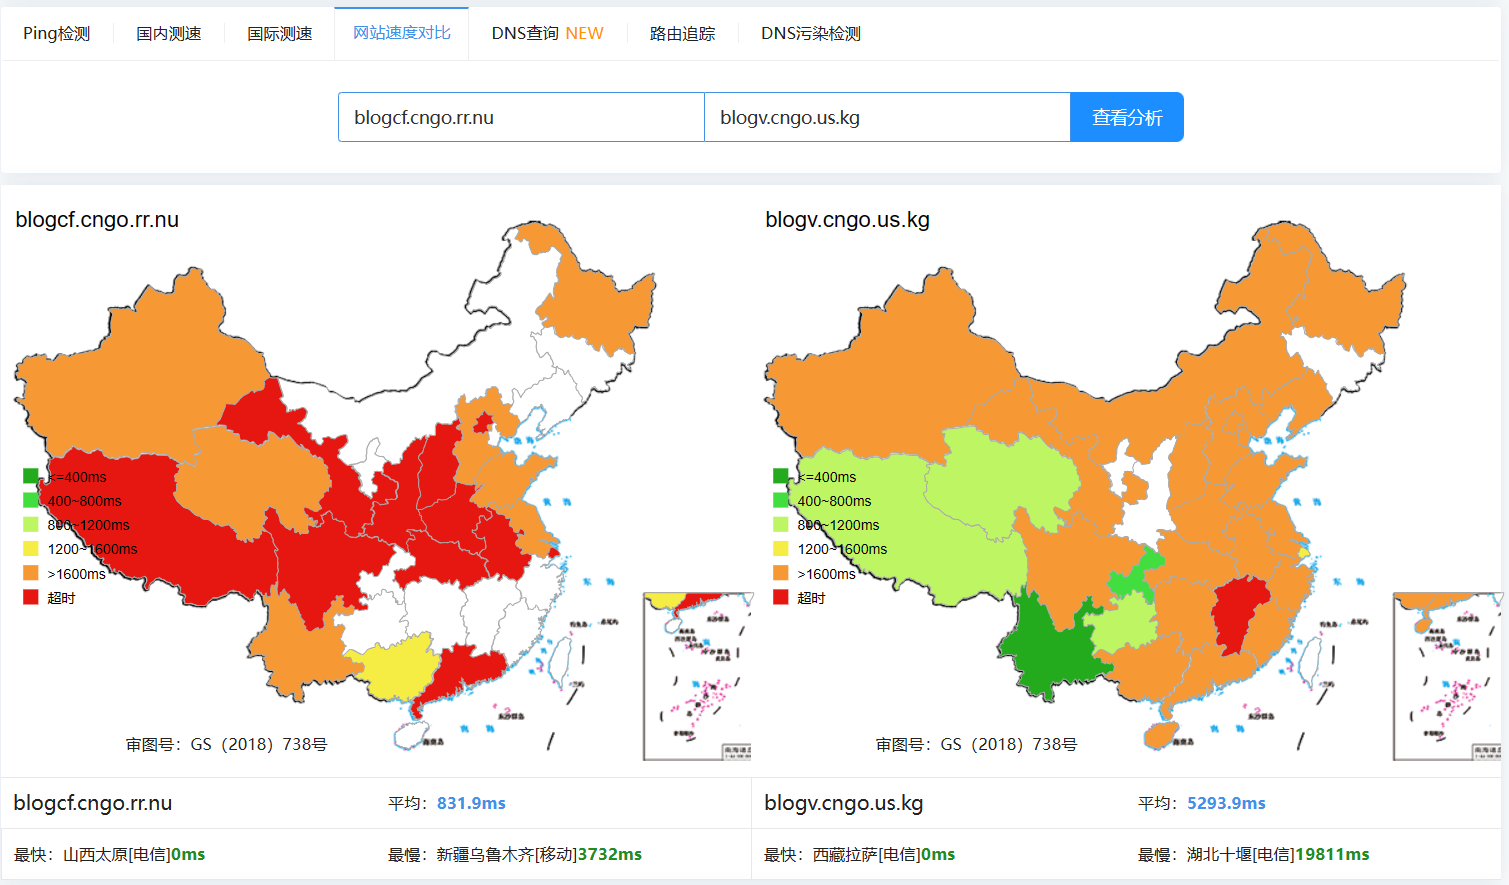 Ping检测 国内测速 国际测速 网站速度对比 DNS查询 NEW 路由追踪 DNS污染检测
blogcf.cngo.rr.nu blogv.cngo.us.kg 查看分析
blogcf.cngo.rr.nu
<=400ms
400~800ms
800~1200ms
1200~1600ms
>1600ms
超时
审图号：GS（2018）738号
blogv.cngo.us.kg
<=400ms
400~800ms
800~1200ms
1200~1600ms
>1600ms
超时
审图号：GS（2018）738号
blogcf.cngo.rr.nu 平均：831.9ms
最快：山西太原[电信]0ms 最慢：新疆乌鲁木齐[移动]3732ms
blogv.cngo.us.kg 平均：5293.9ms
最快：西藏拉萨[电信]0ms 最慢：湖北十堰[电信]19811ms